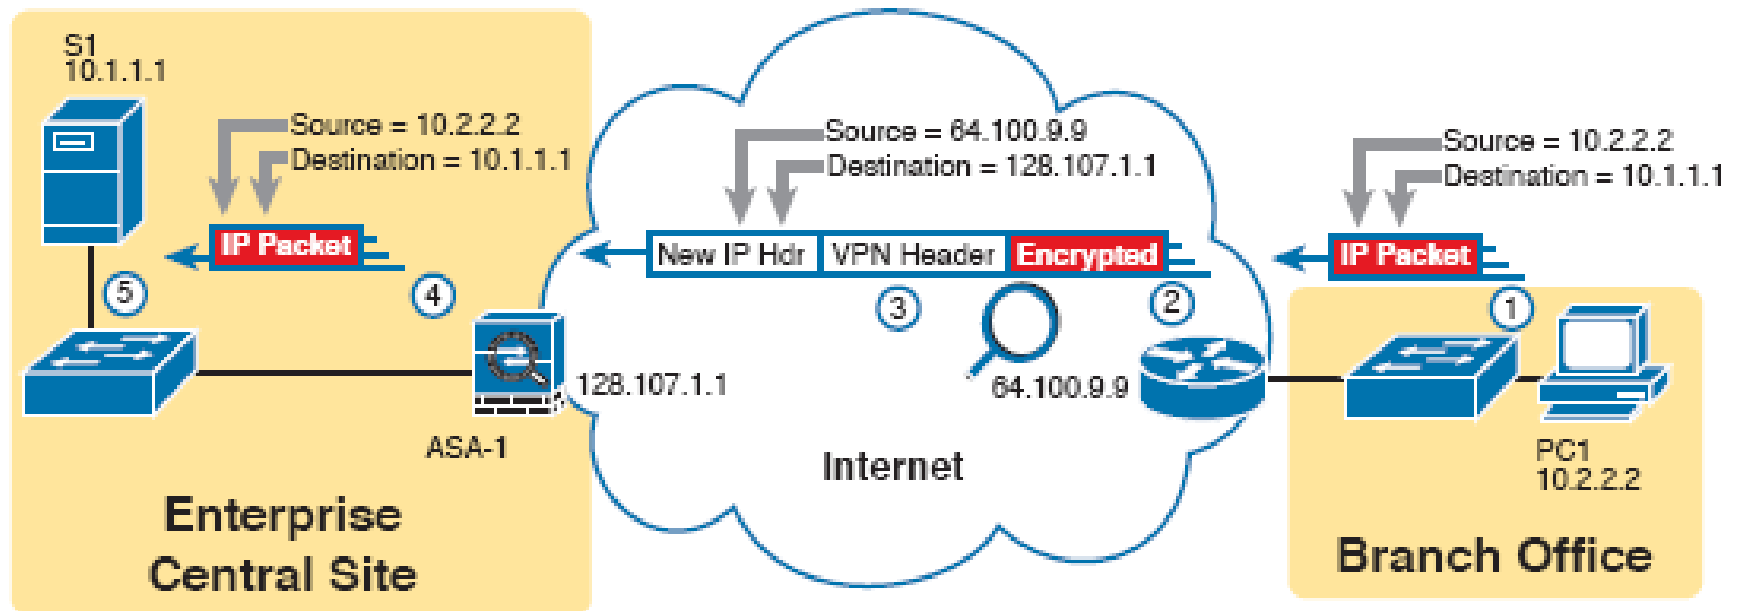 S1
10.1.1.1
Source = 10.2.2.2
Destination = 10.1.1.1
IP Packet
5
4
ASA-1
128.107.1.1
Enterprise
Central Site
Source = 64.100.9.9
Destination = 128.107.1.1
New IP Hdr
VPN Header
Encrypted
3
2
64.100.9.9
Internet
Source = 10.2.2.2
Destination = 10.1.1.1
IP Packet
1
PC1
10.2.2.2
Branch Office